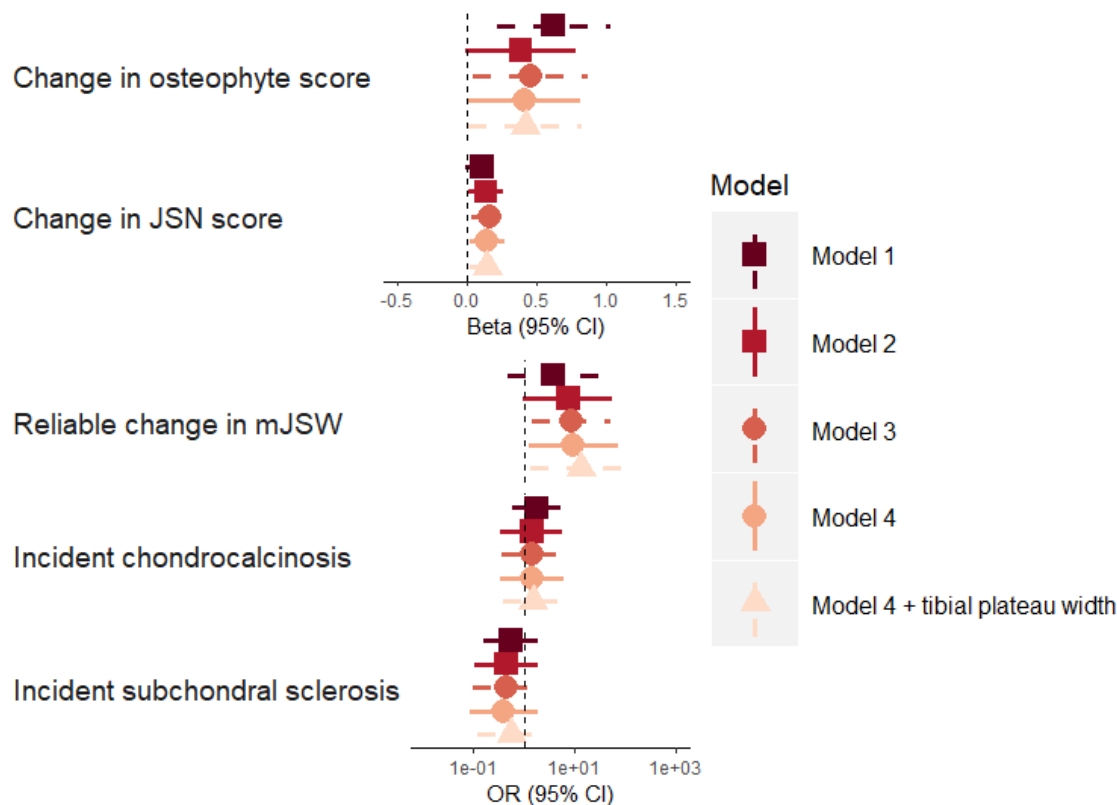 Change in osteophyte score
Change in JSN score
-0.5 0.0 0.5 1.0 1.5
Beta (95% CI)
Reliable change in mJSW
Incident chondrocalcinosis
Incident subchondral sclerosis
1e-01 1e+01 1e+03
OR (95% CI)
Model
Model 1
Model 2
Model 3
Model 4
Model 4 + tibial plateau width